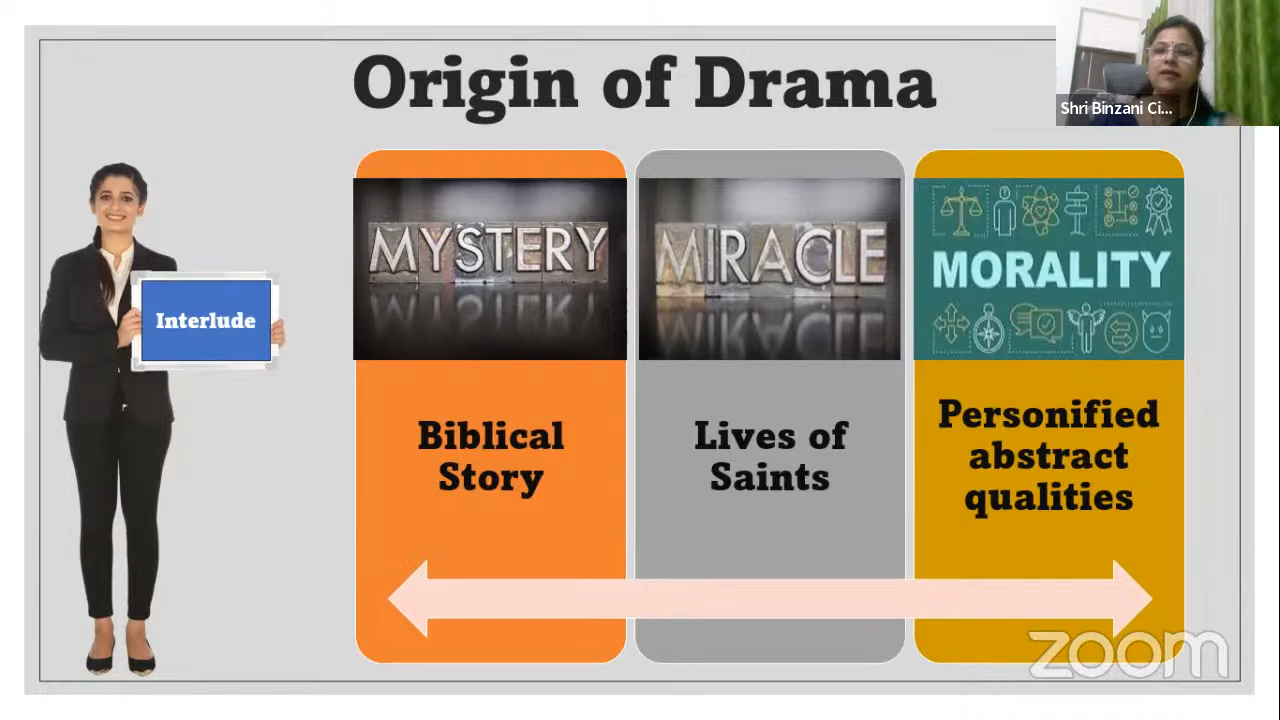 Origin of Drama
Shri Binzani Ci...
Interlude
MYSTERY
MIRACLE
MORALITY
Biblical
Story
Lives of
Saints
Personified
abstract
qualities
zoom